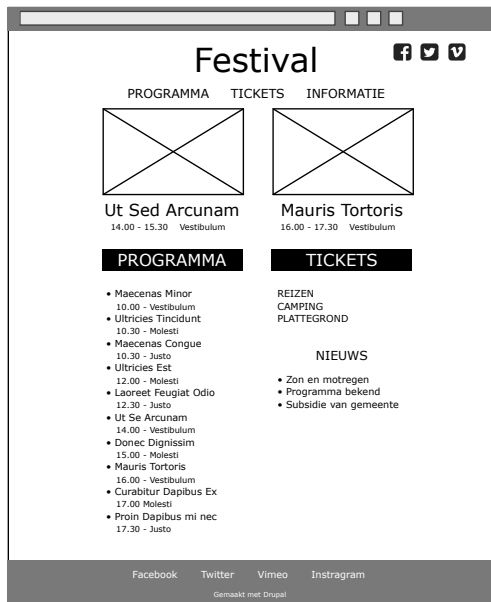 Festival
PROGRAMMA TICKETS INFORMATIE
Ut Sed Arcunam
14.00 - 15.30 Vestibulum
Mauris Tortoris
16.00 - 17.30 Vestibulum
PROGRAMMA
• Maecenas Minor
10.00 - Vestibulum
• Ultricies Tincidunt
10.30 - Molesti
• Maecenas Congue
10.30 - Justo
• Ultricies Est
12.00 - Molesti
• Laoreet Feugiat Odio
12.30 - Justo
• Ut Se Arcunam
14.00 - Vestibulum
• Donec Dignissim
15.00 - Molesti
• Mauris Tortoris
16.00 - Vestibulum
• Curabitur Dapibus Ex
17.00 Molesti
• Proin Dapibus mi nec
17.30 - Justo
TICKETS
REIZEN
CAMPING
PLATTEGROND
NIEUWS
• Zon en motregen
• Programma bekend
• Subsidie van gemeente
Facebook Twitter Vimeo Instragram
Gemaakt met Drupal